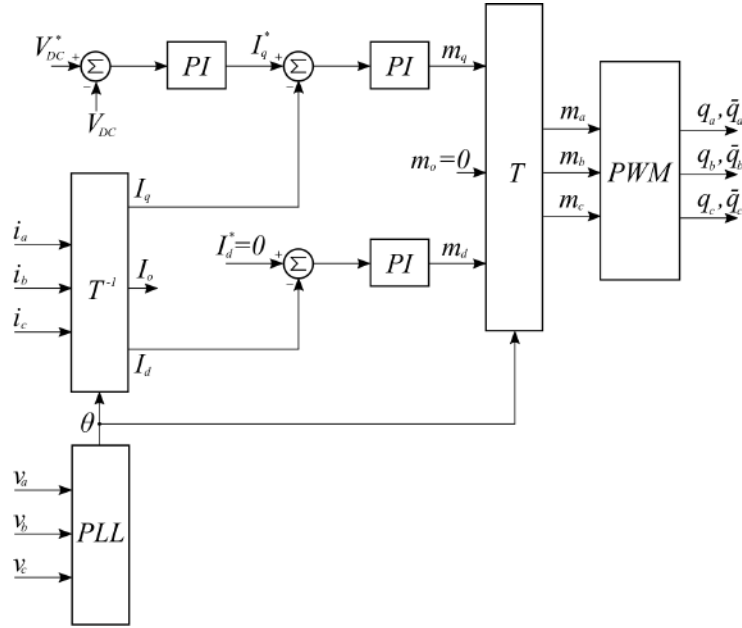 V*DC + Σ − PI I*q + Σ − PI mq
VDC
ma qa, q̄a
mo=0 T mb PWM qb, q̄b
mc qc, q̄c
Iq
ia
I*d=0 + Σ − PI md
ib T-1 Io
ic
Id
θ
va
vb PLL
vc